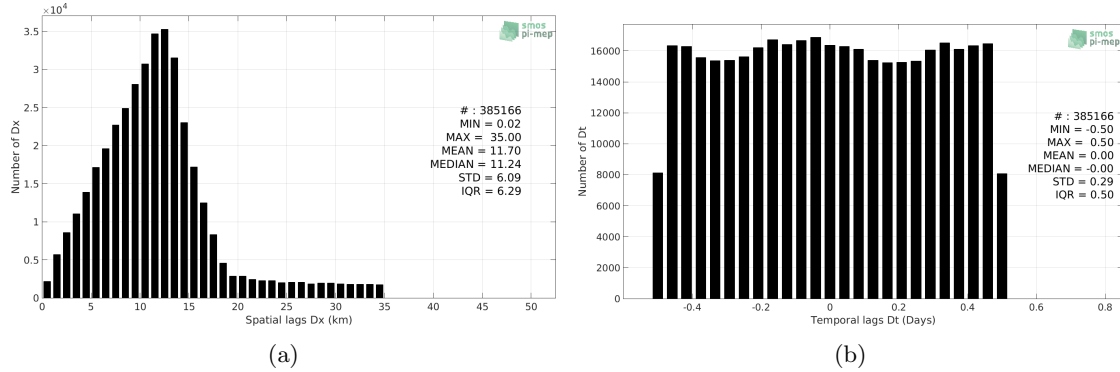 ×10⁴
3.5
3
2.5
2
1.5
1
0.5
0
Number of Dx
0 5 10 15 20 25 30 35 40 45 50
Spatial lags Dx (km)
smos
pi-mep
# : 385166
MIN = 0.02
MAX = 35.00
MEAN = 11.70
MEDIAN = 11.24
STD = 6.09
IQR = 6.29
(a)
16000
14000
12000
10000
8000
6000
4000
2000
0
Number of Dt
-0.4 -0.2 0 0.2 0.4 0.6 0.8
Temporal lags Dt (Days)
smos
pi-mep
# : 385166
MIN = -0.50
MAX = 0.50
MEAN = 0.00
MEDIAN = -0.00
STD = 0.29
IQR = 0.50
(b)